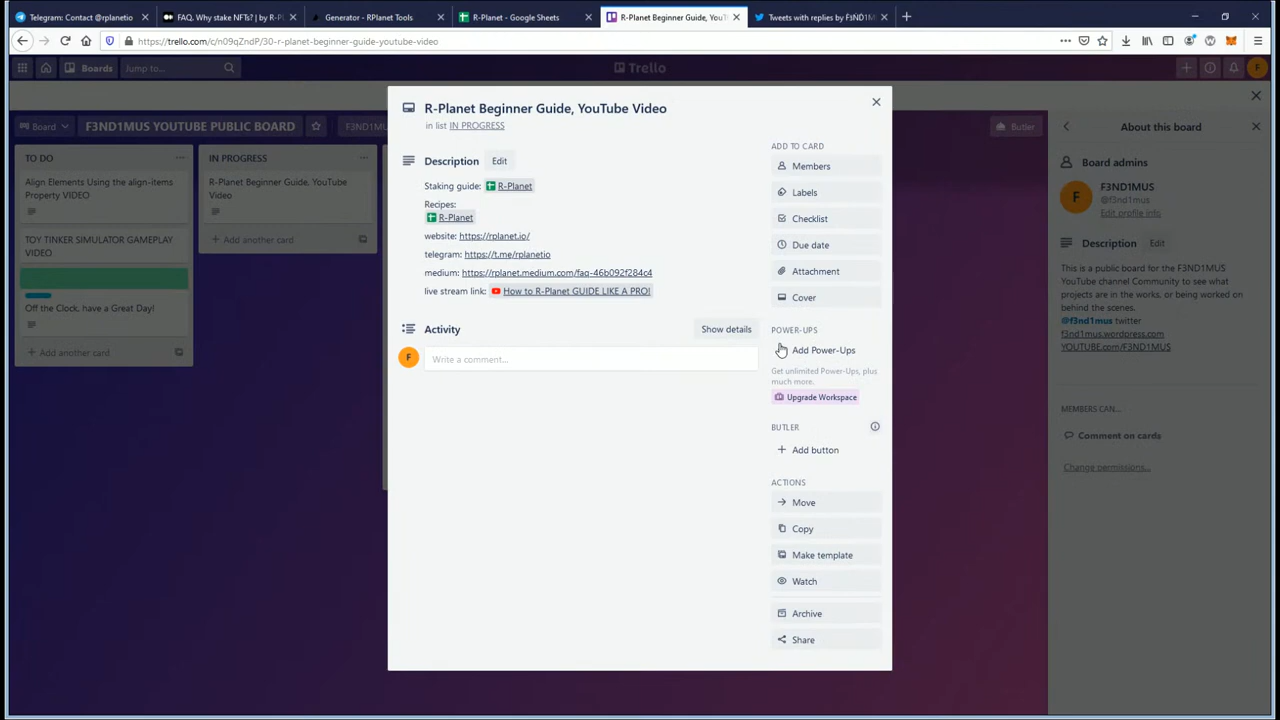 Telegram: Contact @rplanetio
FAQ. Why stake NFTs? | by R-Pl
Generator - RPlanet Tools
R-Planet - Google Sheets
R-Planet Beginner Guide, YouT
Tweets with replies by F3ND1M
https://trello.com/c/n09qZndP/30-r-planet-beginner-guide-youtube-video
Boards
Jump to...
Trello
F
Board
F3ND1MUS YOUTUBE PUBLIC BOARD
F3ND1MU
Butler
TO DO
Align Elements Using the align-items
Property VIDEO
TOY TINKER SIMULATOR GAMEPLAY
VIDEO
Off the Clock, have a Great Day!
+ Add another card
IN PROGRESS
R-Planet Beginner Guide, YouTube
Video
+ Add another card
R-Planet Beginner Guide, YouTube Video
in list IN PROGRESS
Description
Edit
Staking guide: R-Planet
Recipes:
R-Planet
website: https://rplanet.io/
telegram: https://t.me/rplanetio
medium: https://rplanet.medium.com/faq-46b092f284c4
live stream link: How to R-Planet GUIDE LIKE A PRO!
Activity
Show details
F
Write a comment...
ADD TO CARD
Members
Labels
Checklist
Due date
Attachment
Cover
POWER-UPS
Add Power-Ups
Get unlimited Power-Ups, plus
much more.
Upgrade Workspace
BUTLER
+ Add button
ACTIONS
Move
Copy
Make template
Watch
Archive
Share
About this board
Board admins
F
F3ND1MUS
@f3nd1mus
Edit profile info
Description
Edit
This is a public board for the F3ND1MUS
YouTube channel Community to see
what projects are in the works, or being worked on
behind the scenes.
@f3nd1mus twitter
f3nd1mus.wordpress.com
YOUTUBE.com/F3ND1MUS
MEMBERS CAN...
Comment on cards
Change permissions...